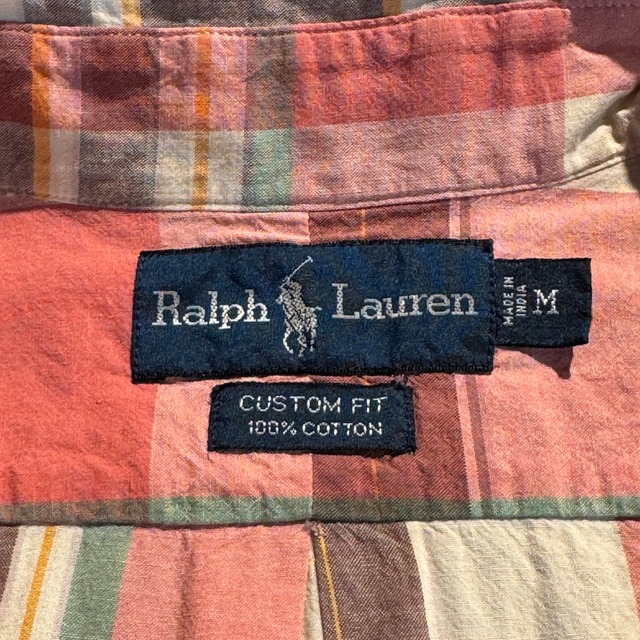 Ralph Lauren
MADE IN
INDIA
M
CUSTOM FIT
100% COTTON